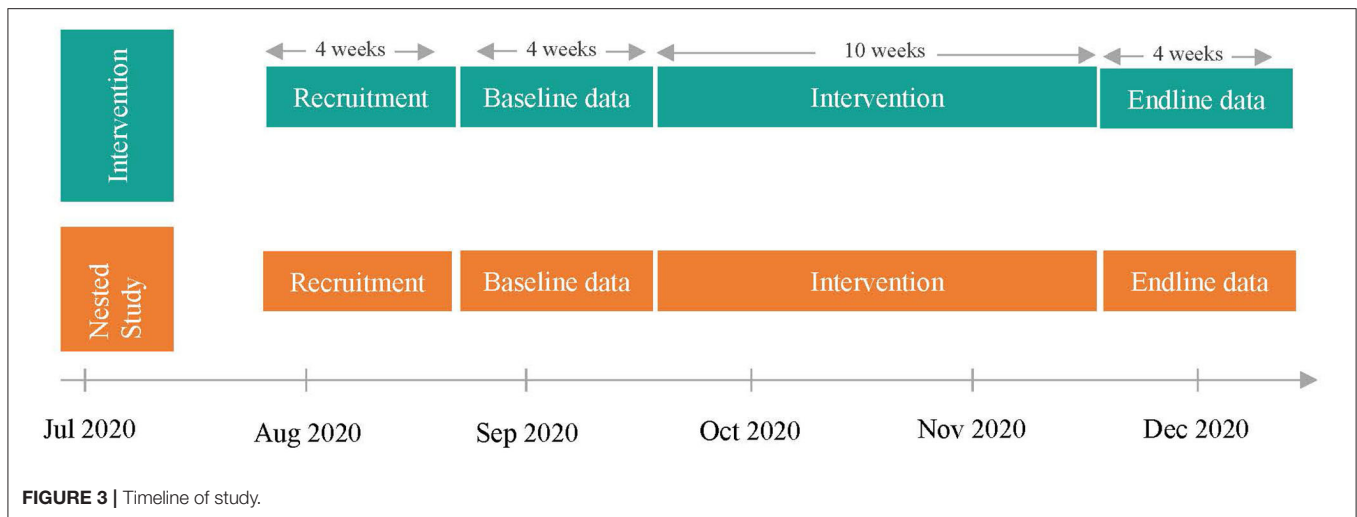 Intervention
4 weeks
4 weeks
10 weeks
4 weeks
Recruitment
Baseline data
Intervention
Endline data
Nested
Study
Recruitment
Baseline data
Intervention
Endline data
Jul 2020
Aug 2020
Sep 2020
Oct 2020
Nov 2020
Dec 2020
FIGURE 3 | Timeline of study.